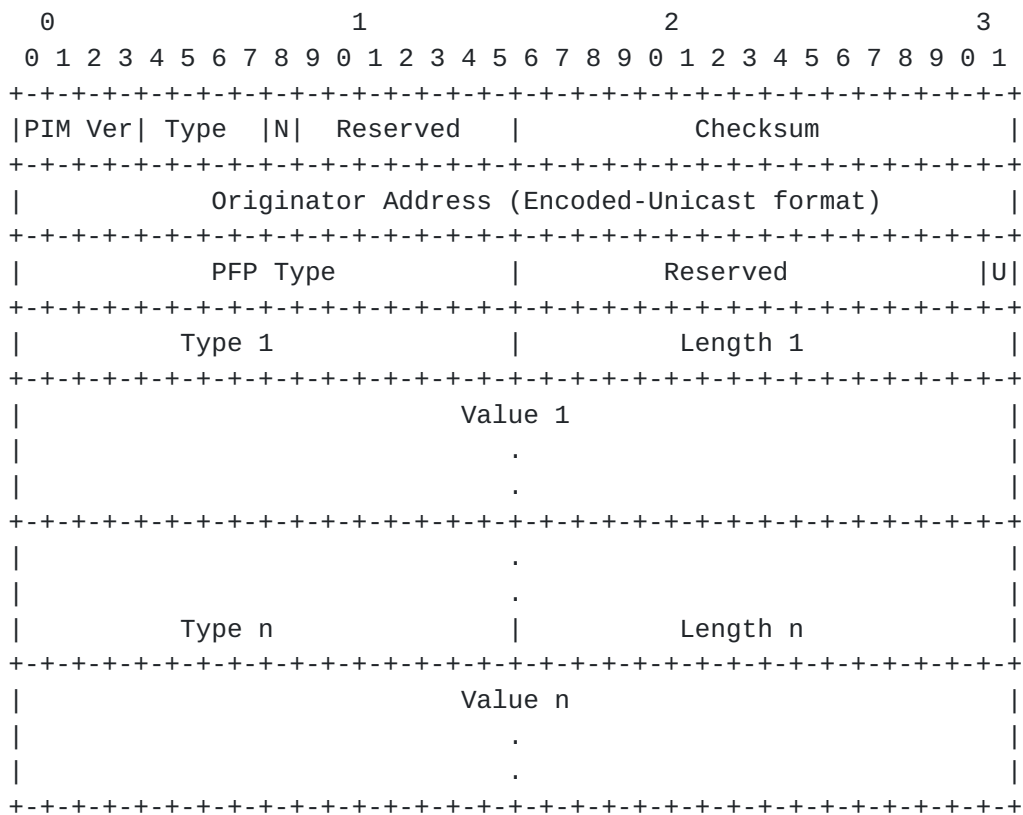 0                   1                   2                   3
 0 1 2 3 4 5 6 7 8 9 0 1 2 3 4 5 6 7 8 9 0 1 2 3 4 5 6 7 8 9 0 1
+-+-+-+-+-+-+-+-+-+-+-+-+-+-+-+-+-+-+-+-+-+-+-+-+-+-+-+-+-+-+-+-+
|PIM Ver| Type  |N|  Reserved   |           Checksum            |
+-+-+-+-+-+-+-+-+-+-+-+-+-+-+-+-+-+-+-+-+-+-+-+-+-+-+-+-+-+-+-+-+
|            Originator Address (Encoded-Unicast format)        |
+-+-+-+-+-+-+-+-+-+-+-+-+-+-+-+-+-+-+-+-+-+-+-+-+-+-+-+-+-+-+-+-+
|            PFP Type           |         Reserved            |U|
+-+-+-+-+-+-+-+-+-+-+-+-+-+-+-+-+-+-+-+-+-+-+-+-+-+-+-+-+-+-+-+-+
|          Type 1               |          Length 1             |
+-+-+-+-+-+-+-+-+-+-+-+-+-+-+-+-+-+-+-+-+-+-+-+-+-+-+-+-+-+-+-+-+
|                            Value 1                            |
|                               .                               |
|                               .                               |
+-+-+-+-+-+-+-+-+-+-+-+-+-+-+-+-+-+-+-+-+-+-+-+-+-+-+-+-+-+-+-+-+
|                               .                               |
|                               .                               |
|          Type n               |          Length n             |
+-+-+-+-+-+-+-+-+-+-+-+-+-+-+-+-+-+-+-+-+-+-+-+-+-+-+-+-+-+-+-+-+
|                            Value n                            |
|                               .                               |
|                               .                               |
+-+-+-+-+-+-+-+-+-+-+-+-+-+-+-+-+-+-+-+-+-+-+-+-+-+-+-+-+-+-+-+-+